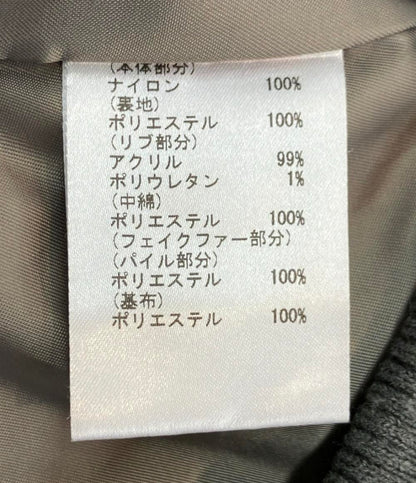 (本体部分)
ナイロン 100%
(裏地)
ポリエステル 100%
(リブ部分)
アクリル 99%
ポリウレタン 1%
(中綿)
ポリエステル 100%
(フェイクファー部分)
(パイル部分)
ポリエステル 100%
(基布)
ポリエステル 100%